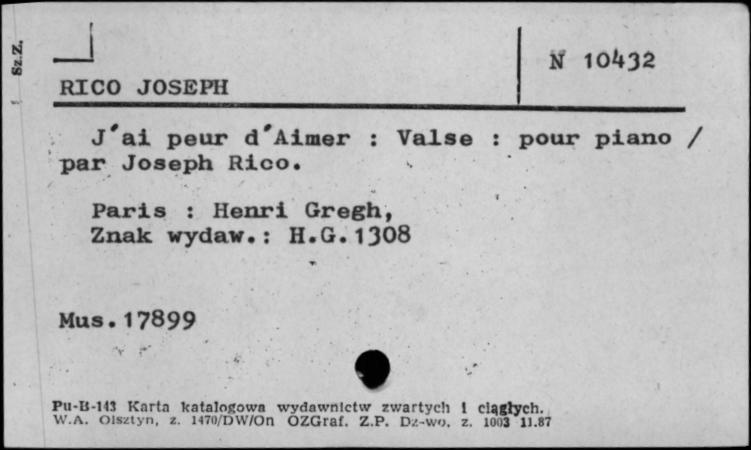 Sz.Z.
N 10432
RICO JOSEPH
J'ai peur d'Aimer : Valse : pour piano /
par Joseph Rico.
Paris : Henri Gregh,
Znak wydaw.: H.G.1308
Mus.17899
Pu-B-143 Karta katalogowa wydawnictw zwartych i ciągłych.
W.A. Olsztyn, z. 1470/DW/On OZGraf. Z.P. Dz-wo, z. 1003 11.87